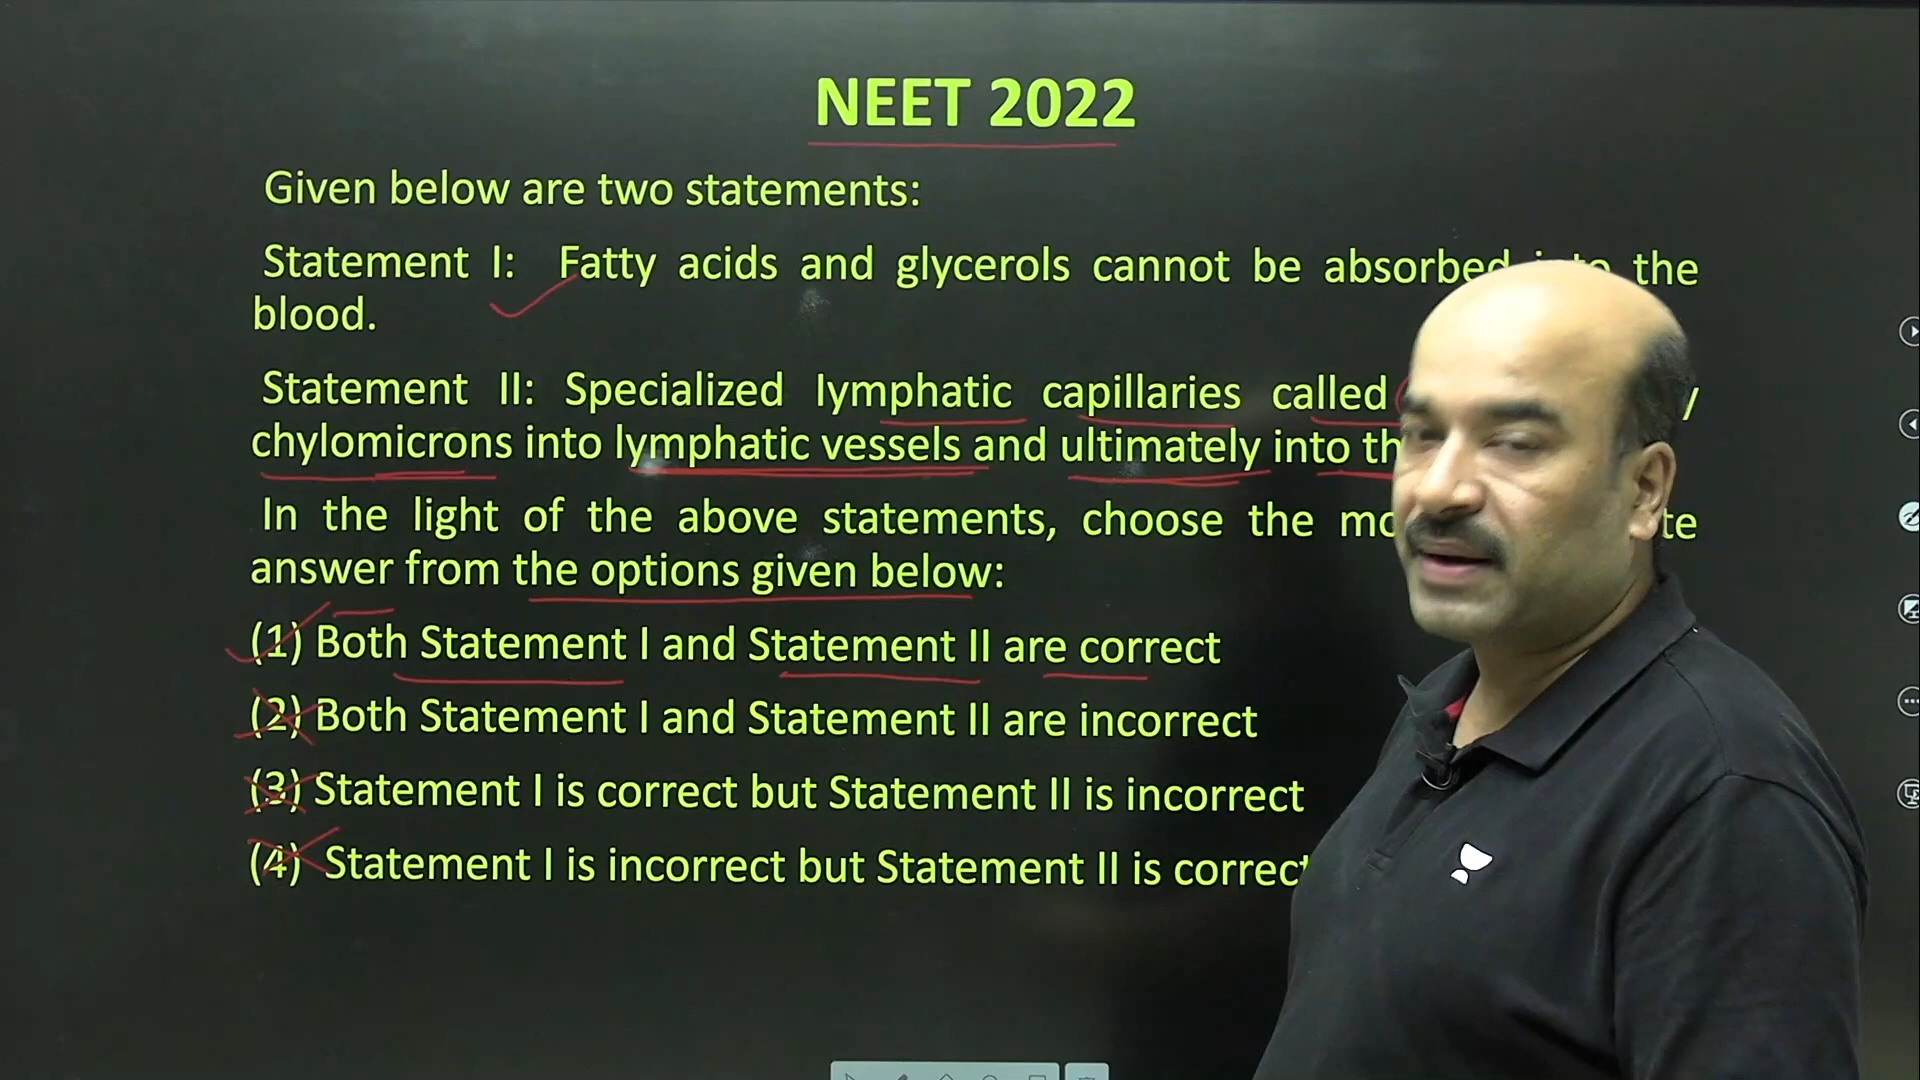 NEET 2022
Given below are two statements:
Statement I: Fatty acids and glycerols cannot be absorbed into the
blood.
Statement II: Specialized lymphatic capillaries called
chylomicrons into lymphatic vessels and ultimately into
In the light of the above statements, choose the
answer from the options given below:
(1) Both Statement I and Statement II are correct
(2) Both Statement I and Statement II are incorrect
(3) Statement I is correct but Statement II is incorrect
(4) Statement I is incorrect but Statement II is correct